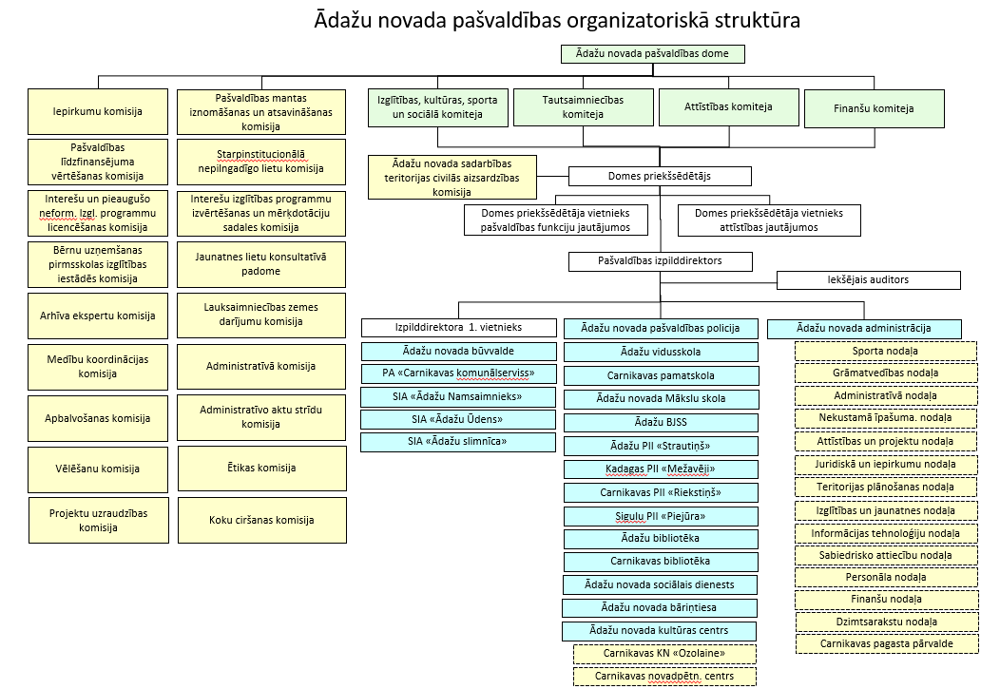 Ādažu novada pašvaldības organizatoriskā struktūra
Ādažu novada pašvaldības dome
Iepirkumu komisija
Pašvaldības
līdzfinansējuma
vērtēšanas komisija
Interešu un pieaugušo
neform. Izgl. programmu
licencēšanas komisija
Bērnu uzņemšanas
pirmsskolas izglītības
iestādēs komisija
Arhīva ekspertu komisija
Medību koordinācijas
komisija
Apbalvošanas komisija
Vēlēšanu komisija
Projektu uzraudzības
komisija
Pašvaldības mantas
iznomāšanas un atsavināšanas
komisija
Starpinstitucionālā
nepilngadīgo lietu komisija
Interešu izglītības programmu
izvērtēšanas un mērķdotāciju
sadales komisija
Jaunatnes lietu konsultatīvā
padome
Lauksaimniecības zemes
darījumu komisija
Administratīvā komisija
Administratīvo aktu strīdu
komisija
Ētikas komisija
Koku ciršanas komisija
Izglītības, kultūras, sporta
un sociālā komiteja
Tautsaimniecības
komiteja
Attīstības komiteja
Finanšu komiteja
Ādažu novada sadarbības
teritorijas civilās aizsardzības
komisija
Domes priekšsēdētājs
Domes priekšsēdētāja vietnieks
pašvaldības funkciju jautājumos
Domes priekšsēdētāja vietnieks
attīstības jautājumos
Pašvaldības izpilddirektors
Iekšējais auditors
Izpilddirektora 1. vietnieks
Ādažu novada būvvalde
PA «Carnikavas komunālserviss»
SIA «Ādažu Namsaimnieks»
SIA «Ādažu Ūdens»
SIA «Ādažu slimnīca»
Ādažu novada pašvaldības policija
Ādažu vidusskola
Carnikavas pamatskola
Ādažu novada Mākslu skola
Ādažu BJSS
Ādažu PII «Strautiņš»
Kadagas PII «Mežavēji»
Carnikavas PII «Riekstiņš»
Siguļu PII «Piejūra»
Ādažu bibliotēka
Carnikavas bibliotēka
Ādažu novada sociālais dienests
Ādažu novada bāriņtiesa
Ādažu novada kultūras centrs
Carnikavas KN «Ozolaine»
Carnikavas novadpētn. centrs
Ādažu novada administrācija
Sporta nodaļa
Grāmatvedības nodaļa
Administratīvā nodaļa
Nekustamā īpašuma. nodaļa
Attīstības un projektu nodaļa
Juridiskā un iepirkumu nodaļa
Teritorijas plānošanas nodaļa
Izglītības un jaunatnes nodaļa
Informācijas tehnoloģiju nodaļa
Sabiedrisko attiecību nodaļa
Personāla nodaļa
Finanšu nodaļa
Dzimtsarakstu nodaļa
Carnikavas pagasta pārvalde